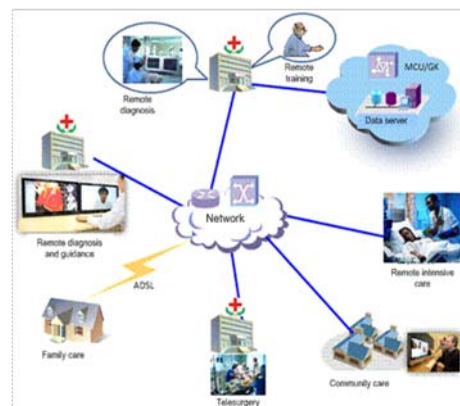 Remote
diagnosis
Remote
training
MCU/GK
Data server
Network
Remote diagnosis
and guidance
Remote intensive
care
ADSL
Family care
Community care
Telesurgery